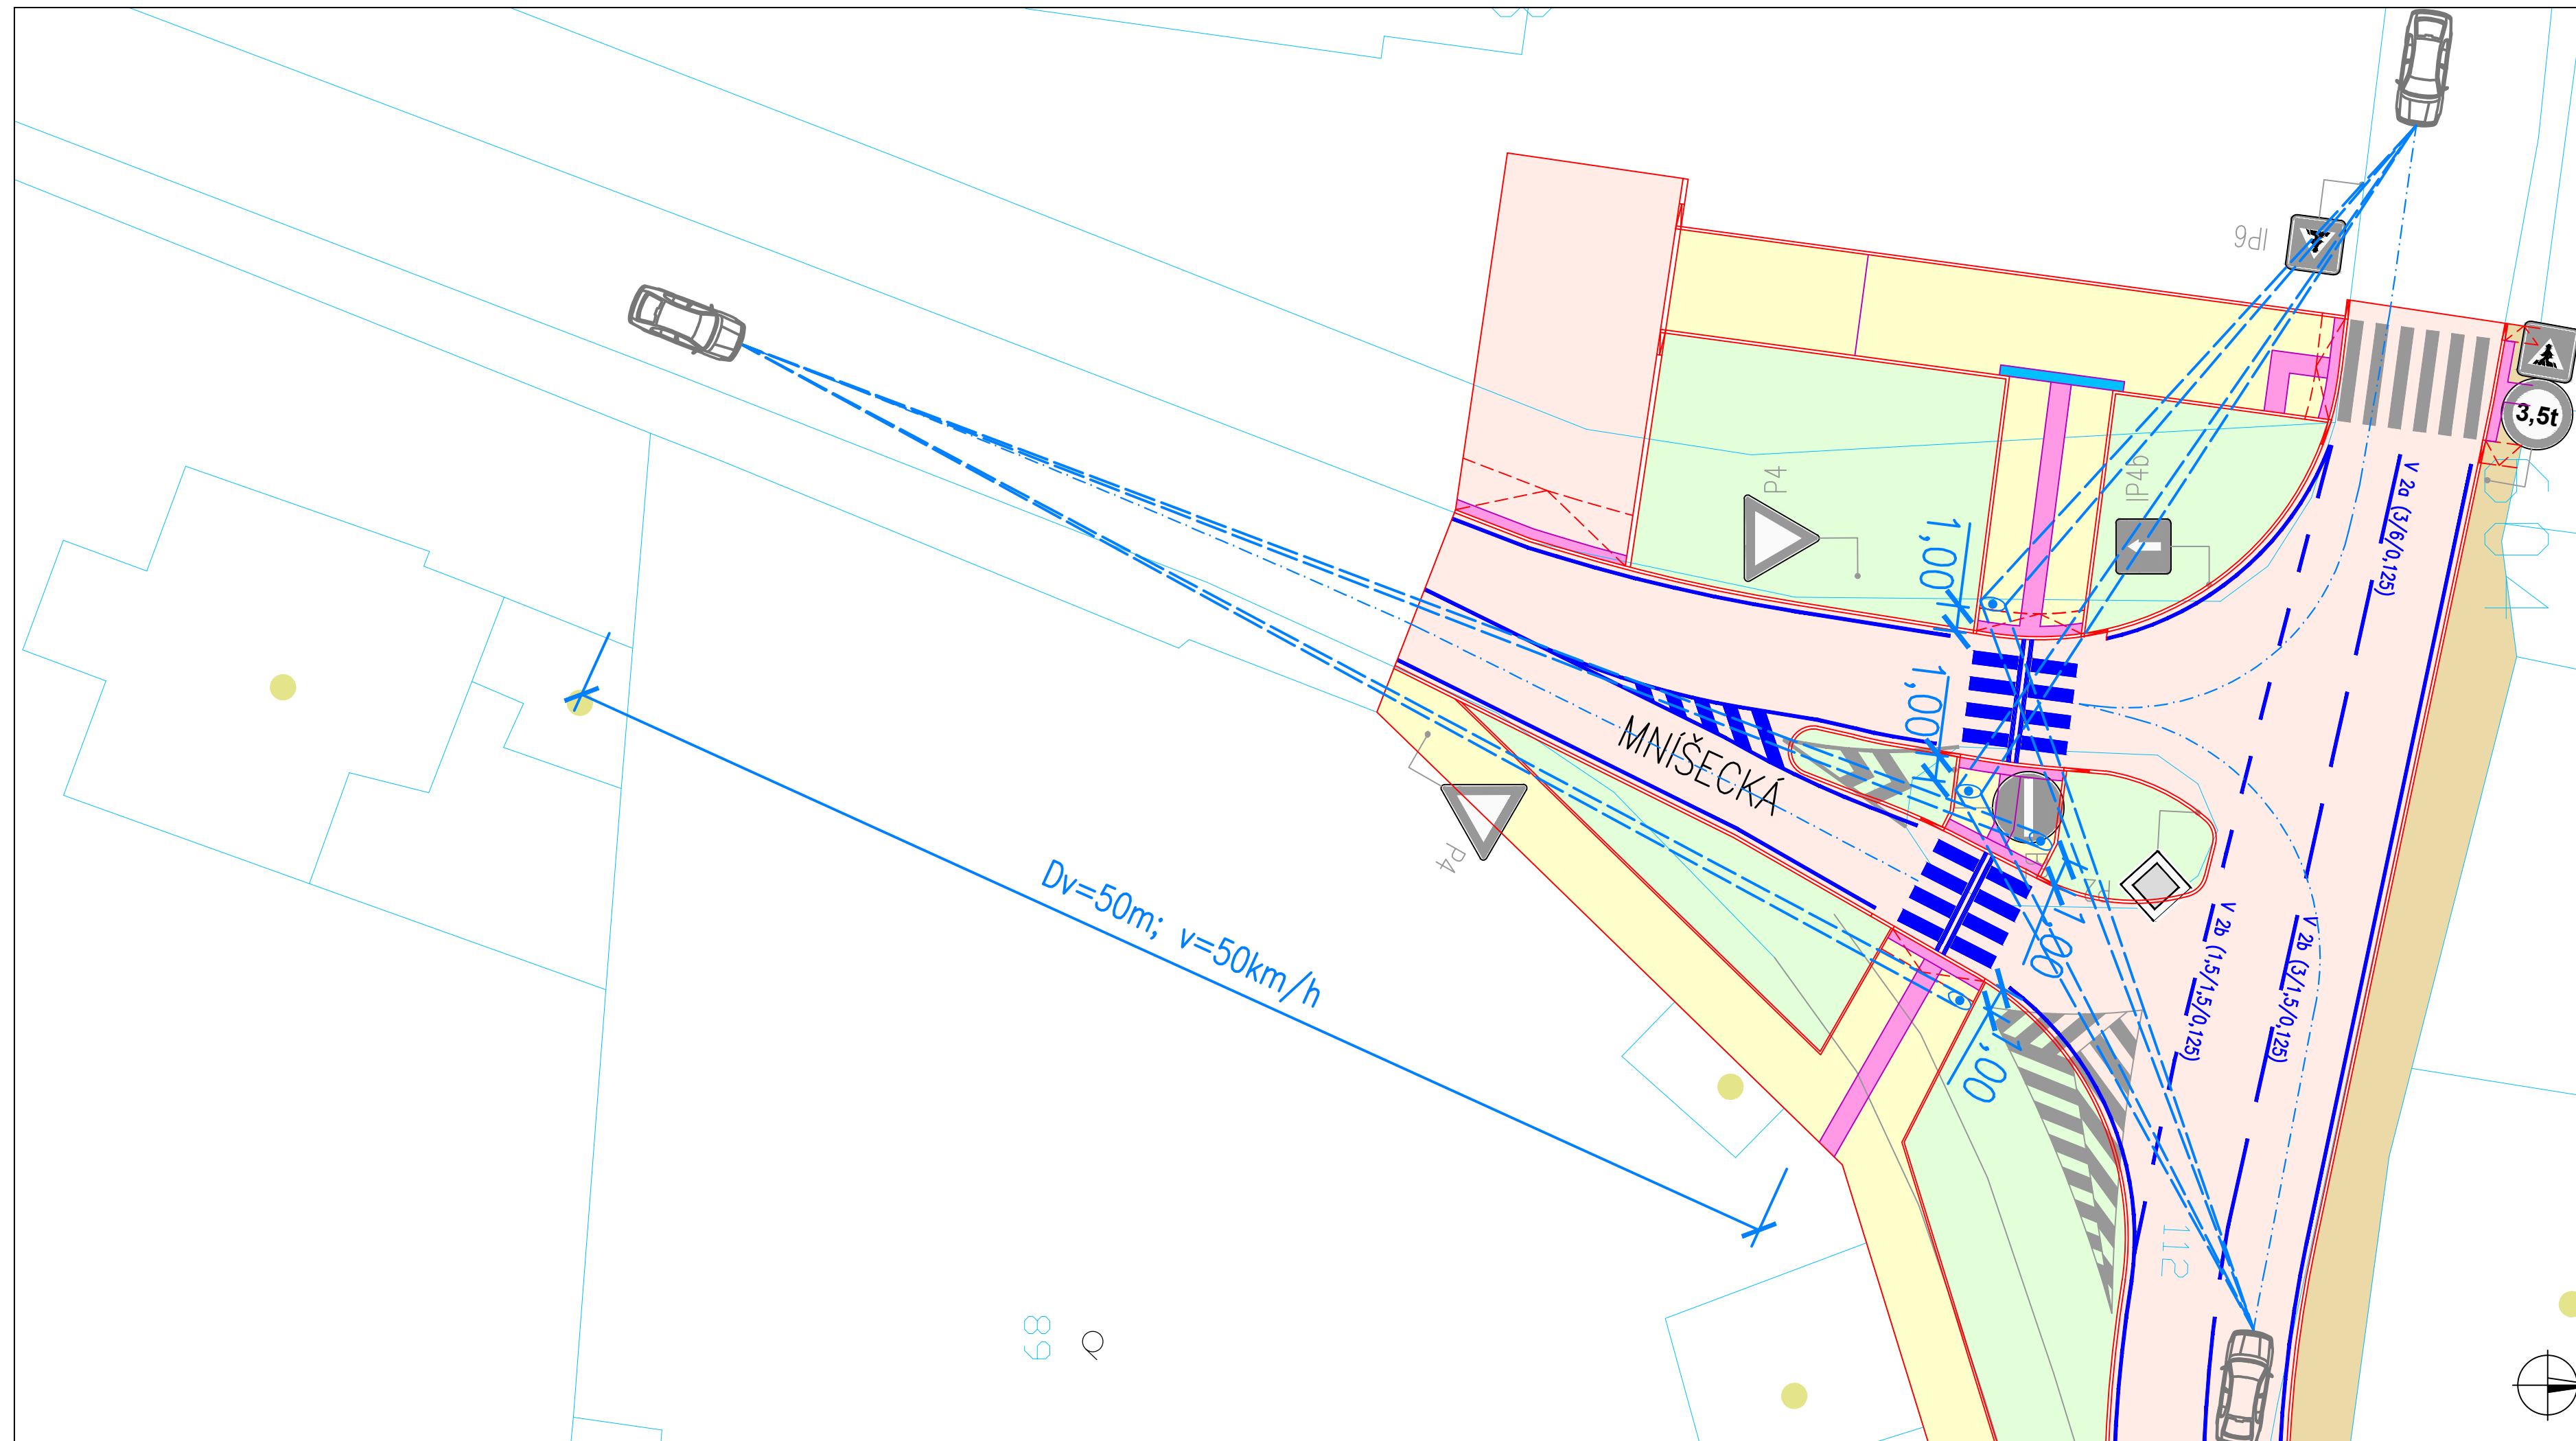 IP6
3,5t
P4
IP4b
1,00
1,00
V 2a (3/6/0,125)
MNÍŠECKÁ
P4
P2
1,00
1,00
V 2b (1,5/1,5/0,125)
V 2b (3/1,5/0,125)
Dv=50m; v=50km/h
112
68